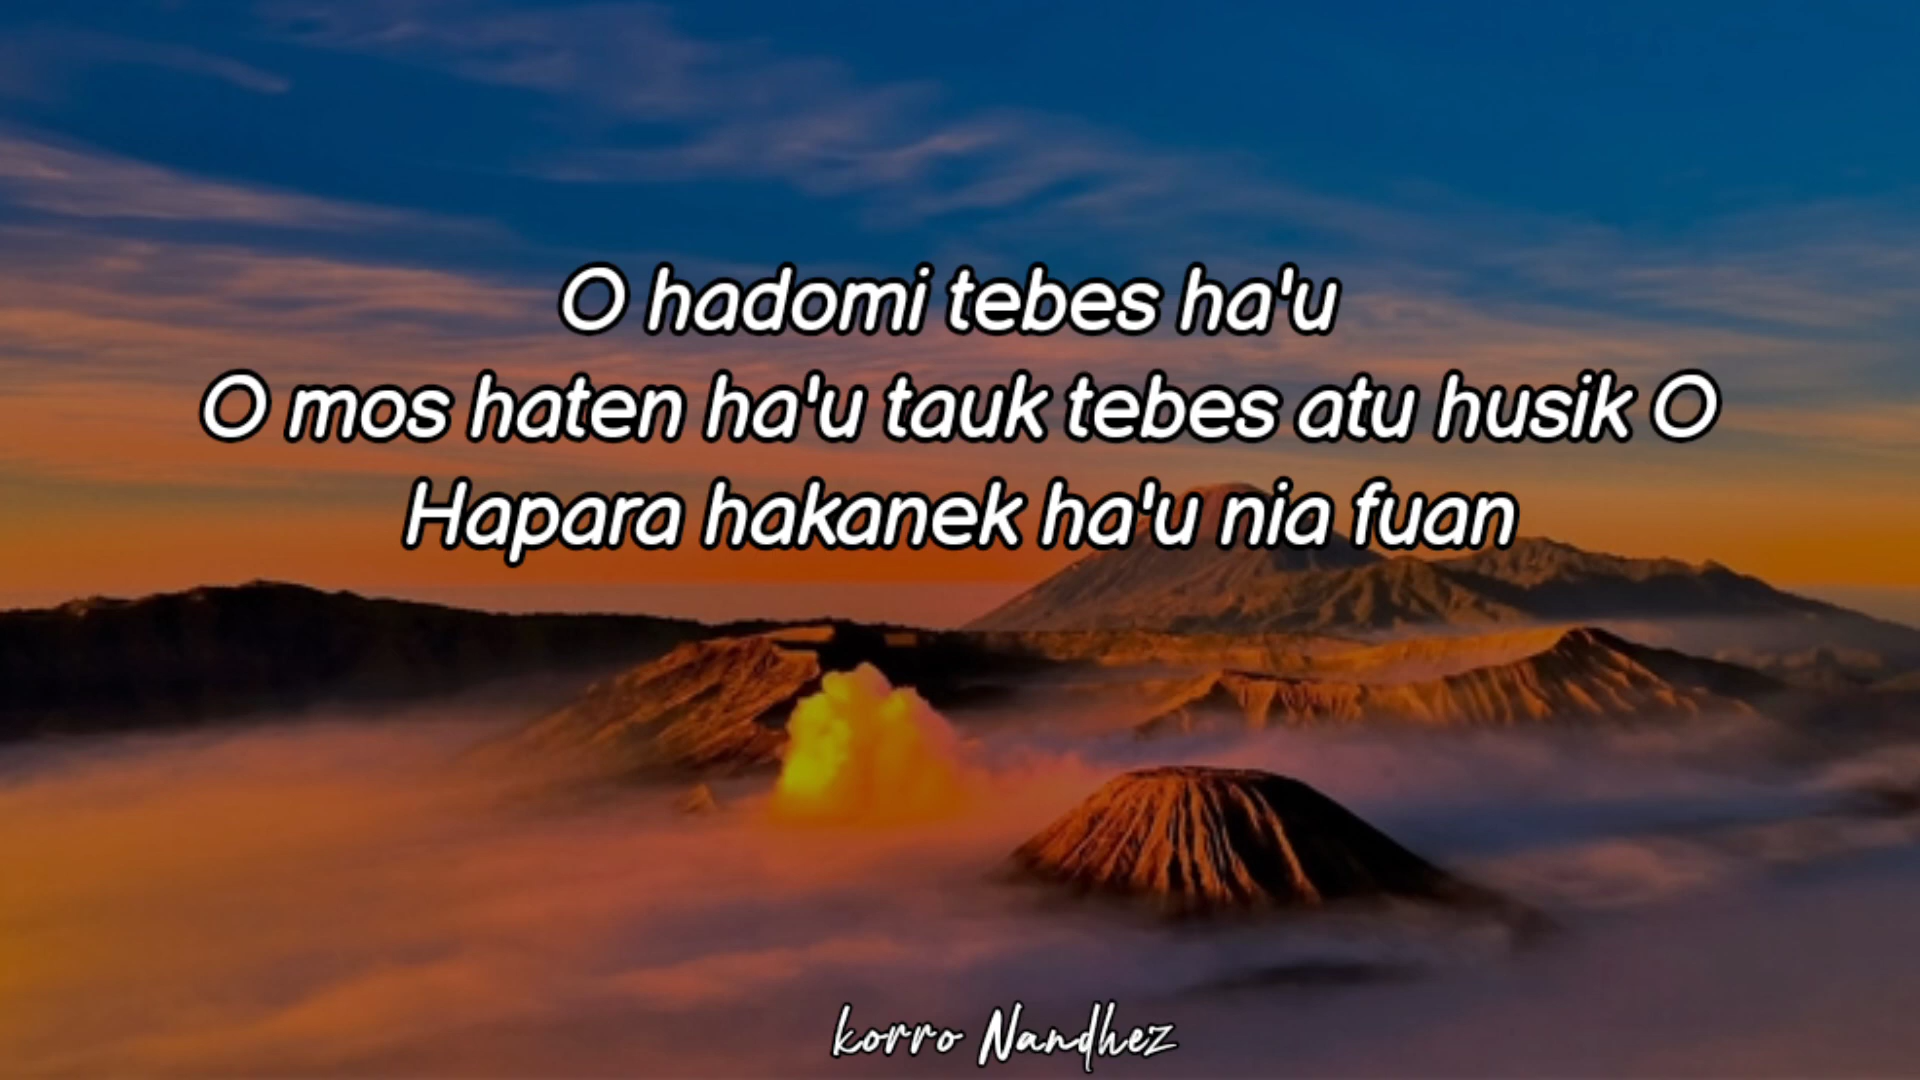 O hadomi tebes ha'u
O mos haten ha'u tauk tebes atu husik O
Hapara hakanek ha'u nia fuan
korro Nandhez